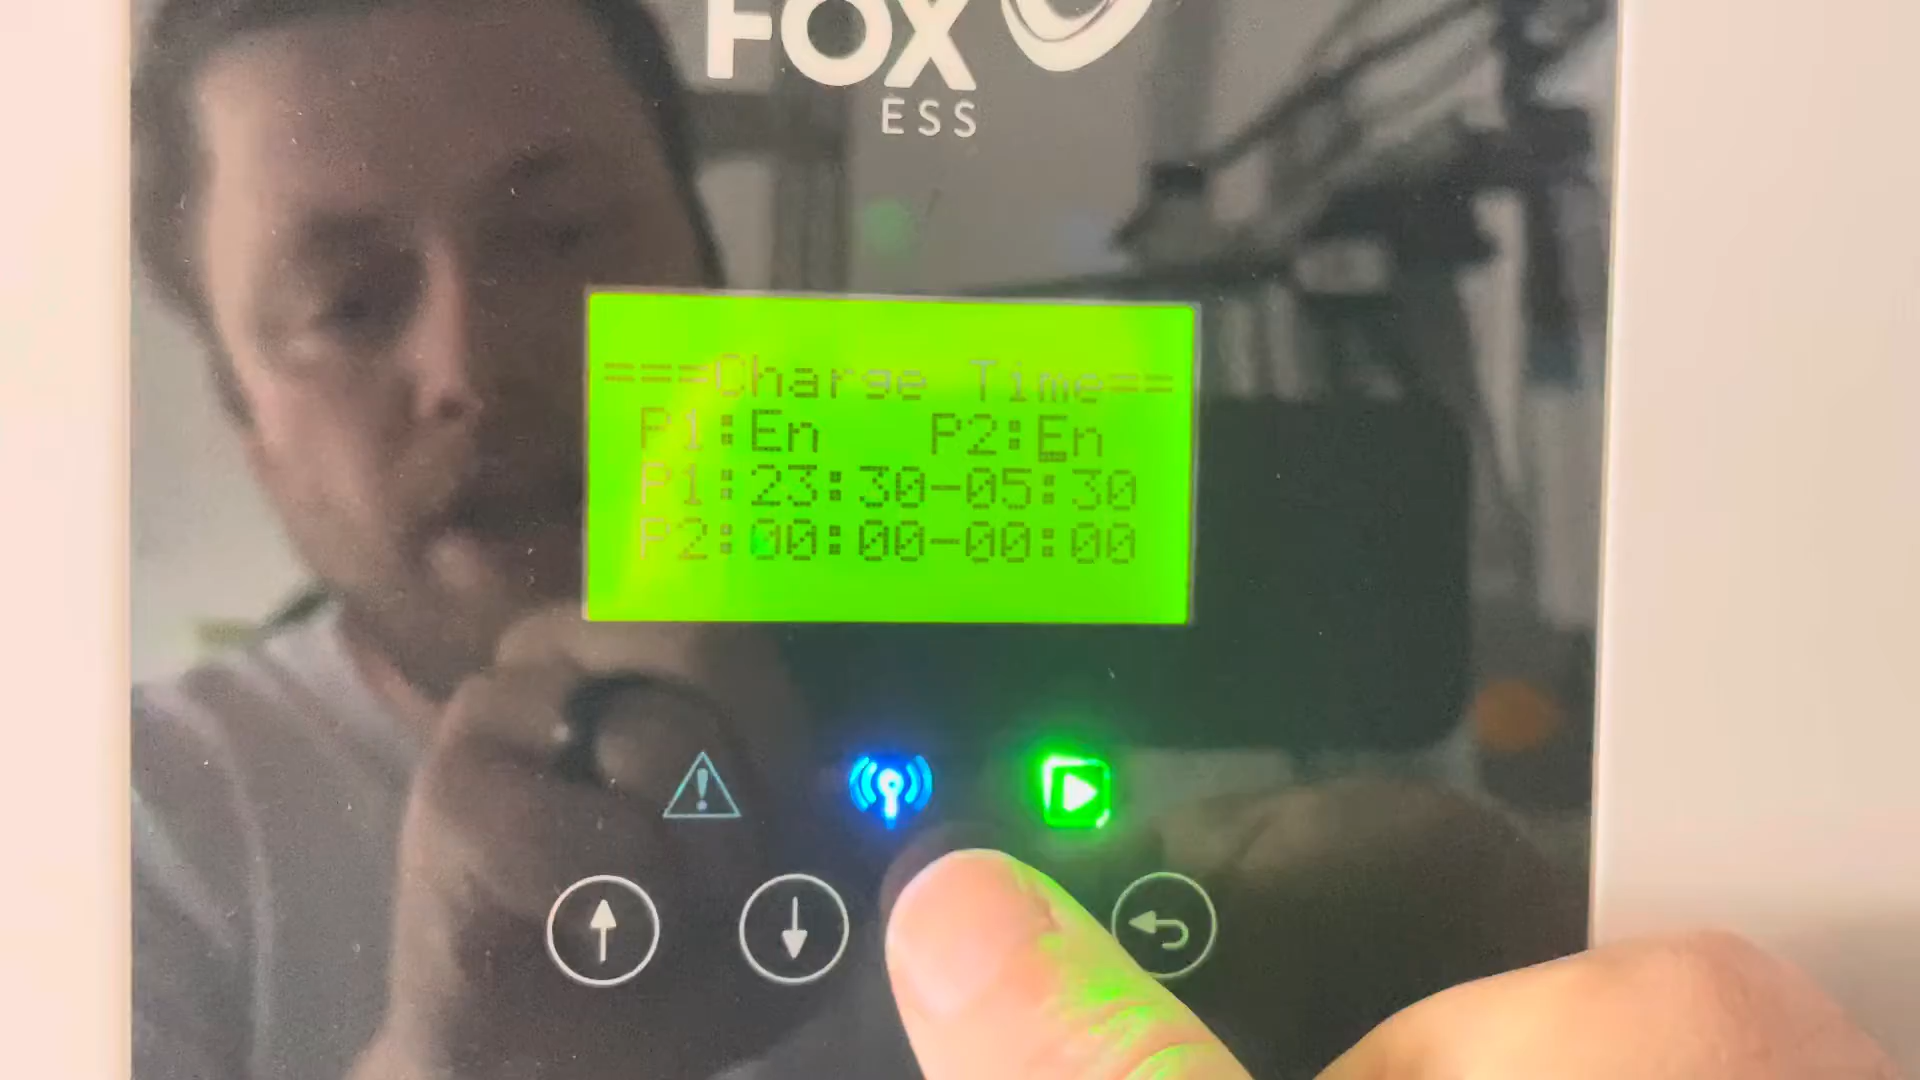 FOX
ESS
===Charge Time==
P1:En P2:En
P1:23:30-05:30
P2:00:00-00:00